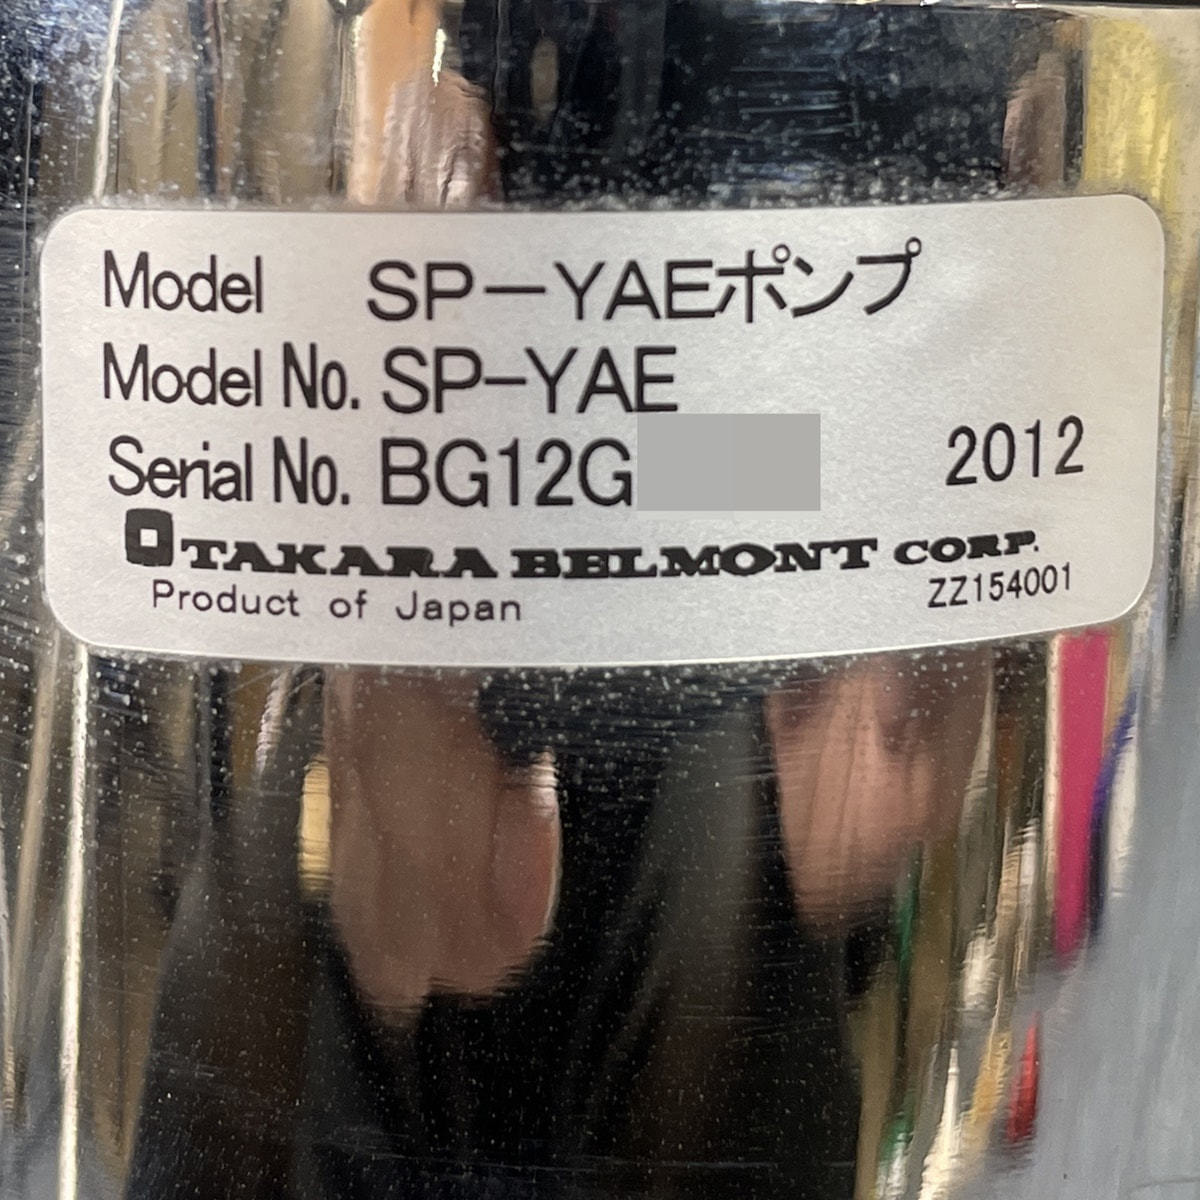 Model SP-YAEポンプ
Model No. SP-YAE
Serial No. BG12G 2012
TAKARA BELMONT CORP.
Product of Japan ZZ154001